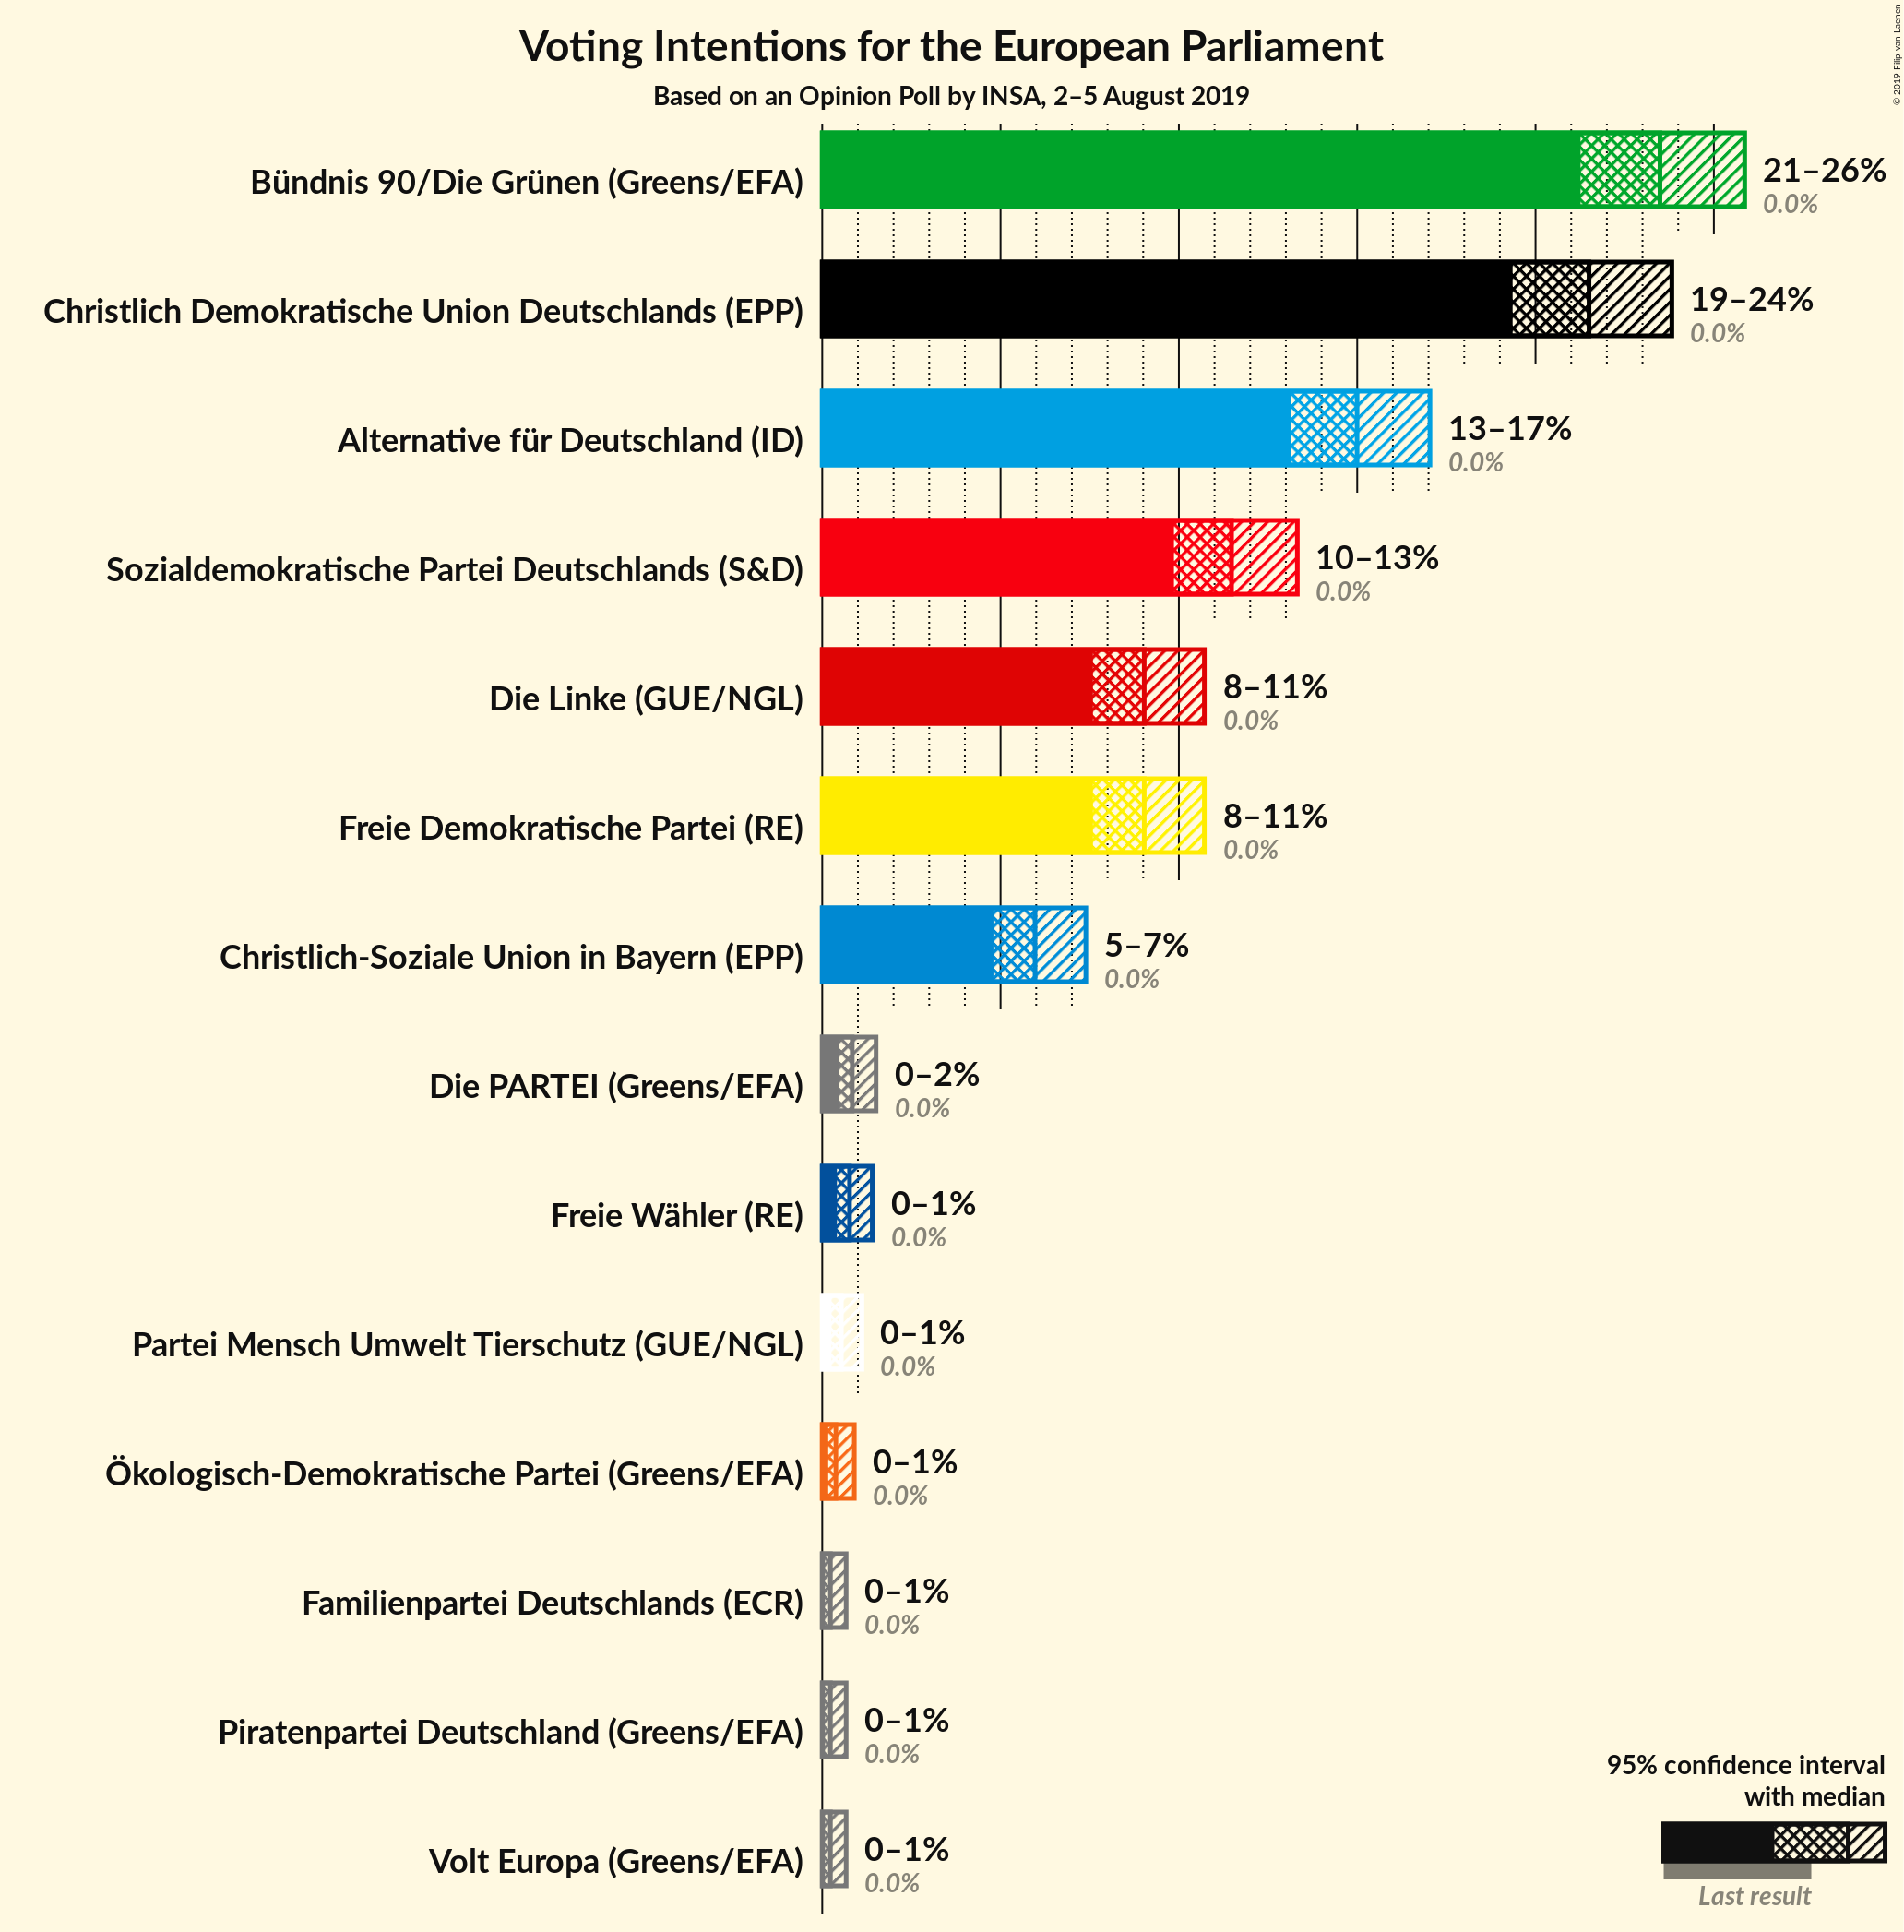 Voting Intentions for the European Parliament
Based on an Opinion Poll by INSA, 2–5 August 2019
© 2019 Filip van Laenen
Bündnis 90/Die Grünen (Greens/EFA)
21–26%
0.0%
Christlich Demokratische Union Deutschlands (EPP)
19–24%
0.0%
Alternative für Deutschland (ID)
13–17%
0.0%
Sozialdemokratische Partei Deutschlands (S&D)
10–13%
0.0%
Die Linke (GUE/NGL)
8–11%
0.0%
Freie Demokratische Partei (RE)
8–11%
0.0%
Christlich-Soziale Union in Bayern (EPP)
5–7%
0.0%
Die PARTEI (Greens/EFA)
0–2%
0.0%
Freie Wähler (RE)
0–1%
0.0%
Partei Mensch Umwelt Tierschutz (GUE/NGL)
0–1%
0.0%
Ökologisch-Demokratische Partei (Greens/EFA)
0–1%
0.0%
Familienpartei Deutschlands (ECR)
0–1%
0.0%
Piratenpartei Deutschland (Greens/EFA)
0–1%
0.0%
Volt Europa (Greens/EFA)
0–1%
0.0%
95% confidence interval
with median
Last result